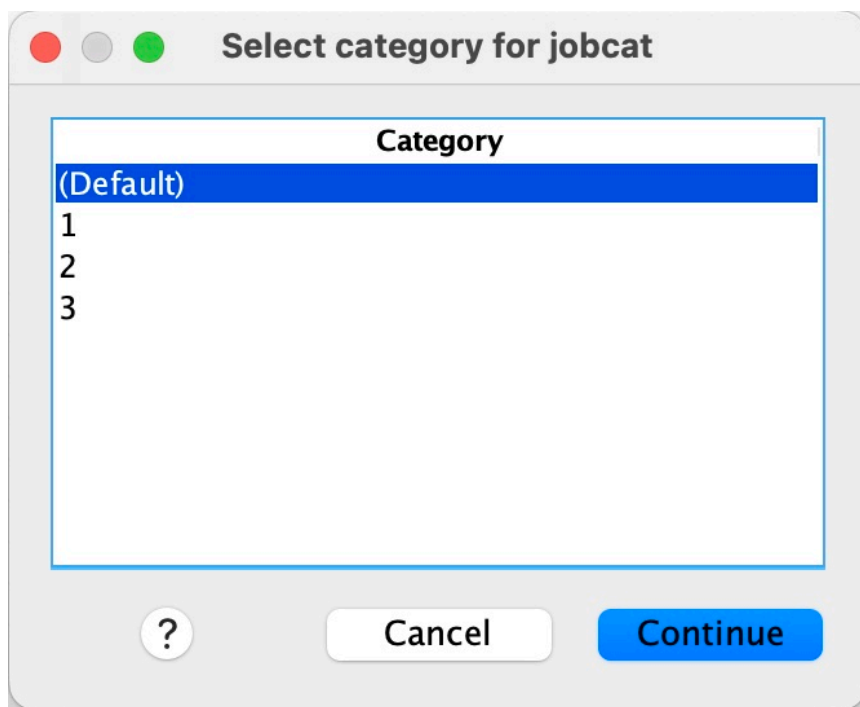 Select category for jobcat
Category
(Default)
1
2
3
?
Cancel
Continue